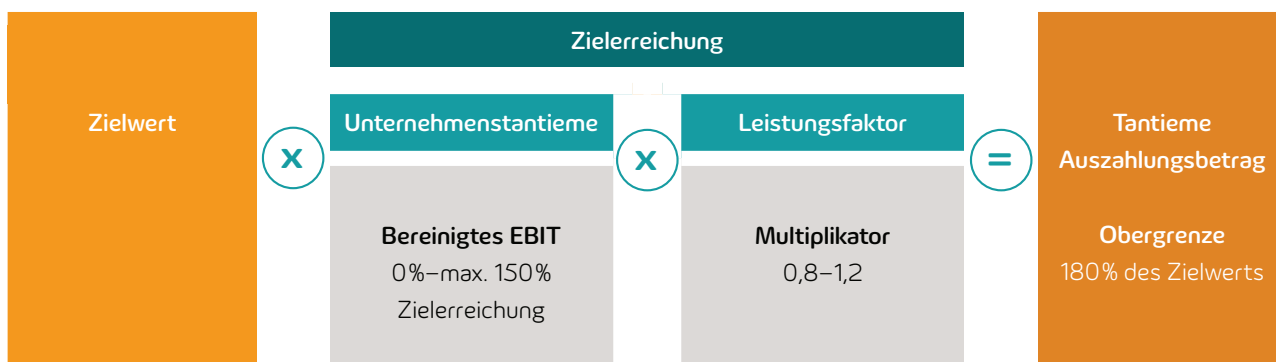 Zielerreichung
Zielwert
x
Unternehmenstantieme
x
Leistungsfaktor
=
Tantieme
Auszahlungsbetrag
Bereinigtes EBIT
0%–max. 150%
Zielerreichung
Multiplikator
0,8–1,2
Obergrenze
180% des Zielwerts